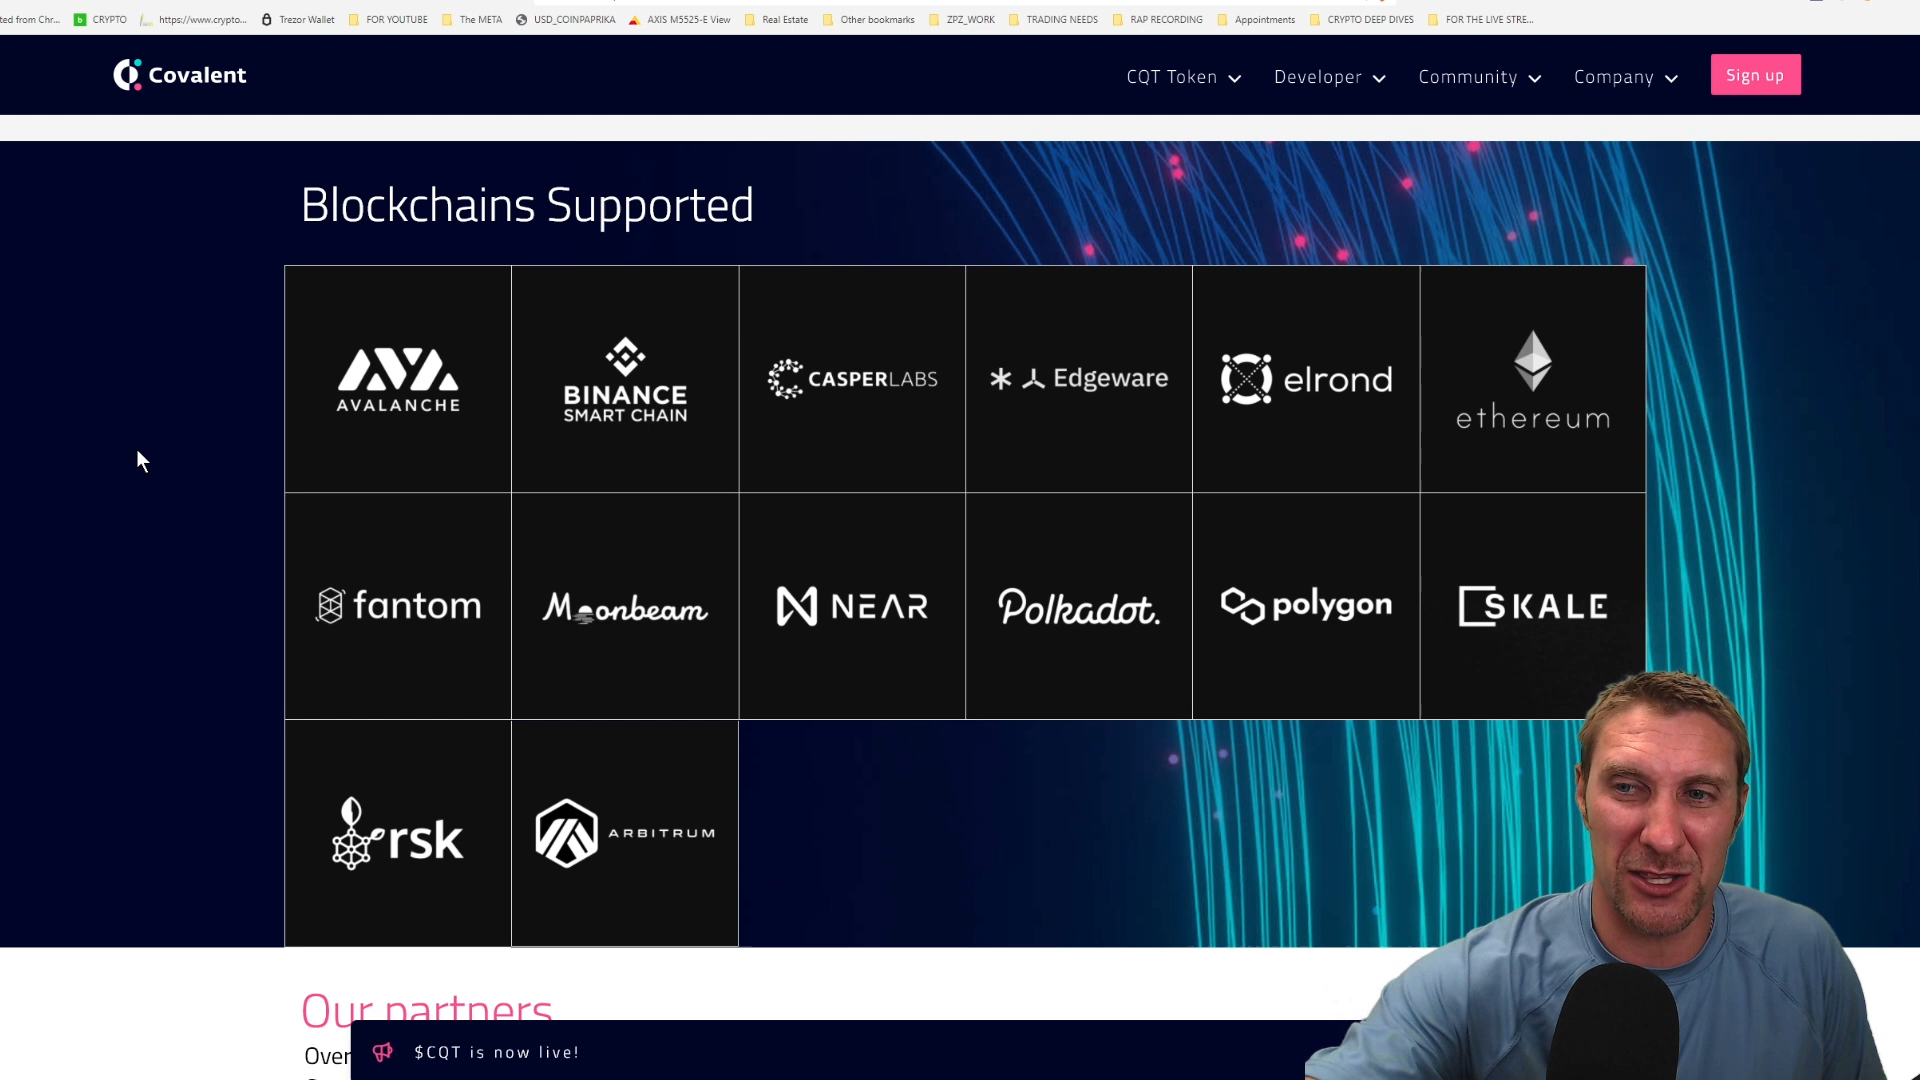 ted from Chr... CRYPTO https://www.crypto... Trezor Wallet FOR YOUTUBE The META USD_COINPAPRIKA AXIS M5525-E View Real Estate Other bookmarks ZPZ_WORK TRADING NEEDS RAP RECORDING Appointments CRYPTO DEEP DIVES FOR THE LIVE STRE...
Covalent CQT Token Developer Community Company Sign up
Blockchains Supported
AVALANCHE
BINANCE
SMART CHAIN
CASPERLABS
Edgeware
elrond
ethereum
fantom
Moonbeam
NEAR
Polkadot.
polygon
SKALE
rsk
ARBITRUM
Our partners
Over
$CQT is now live!